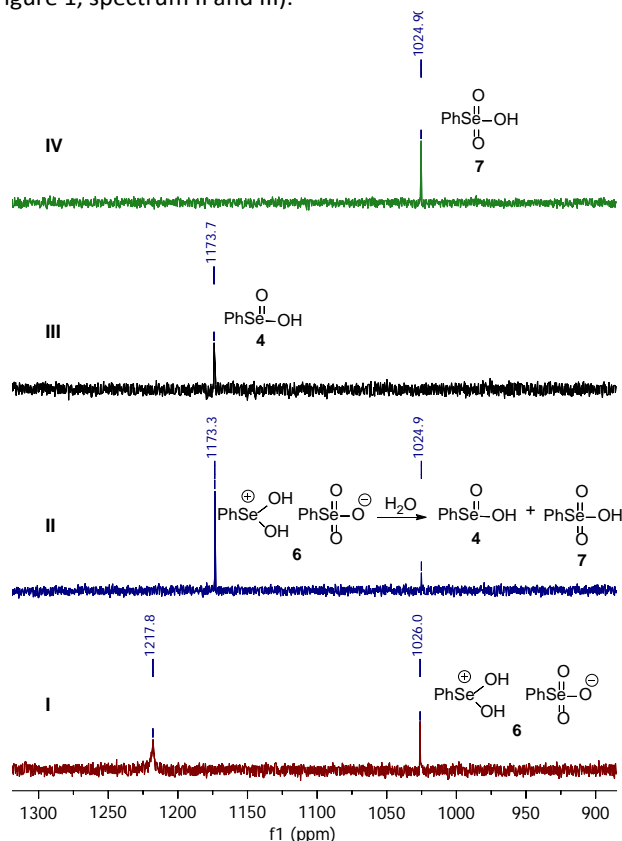 igure 1, spectrum II and III).
1024.90
O
PhSe-OH
O
7
IV
1173.7
O
PhSe-OH
4
III
1173.3
1024.9
⊕ OH O
PhSe PhSe-O ⊖ H2O PhSe-OH + PhSe-OH
OH O
6
4
7
II
1217.8
1026.0
⊕ OH O ⊖
PhSe PhSe-O
OH O
6
I
1300 1250 1200 1150 1100 1050 1000 950 900
f1 (ppm)